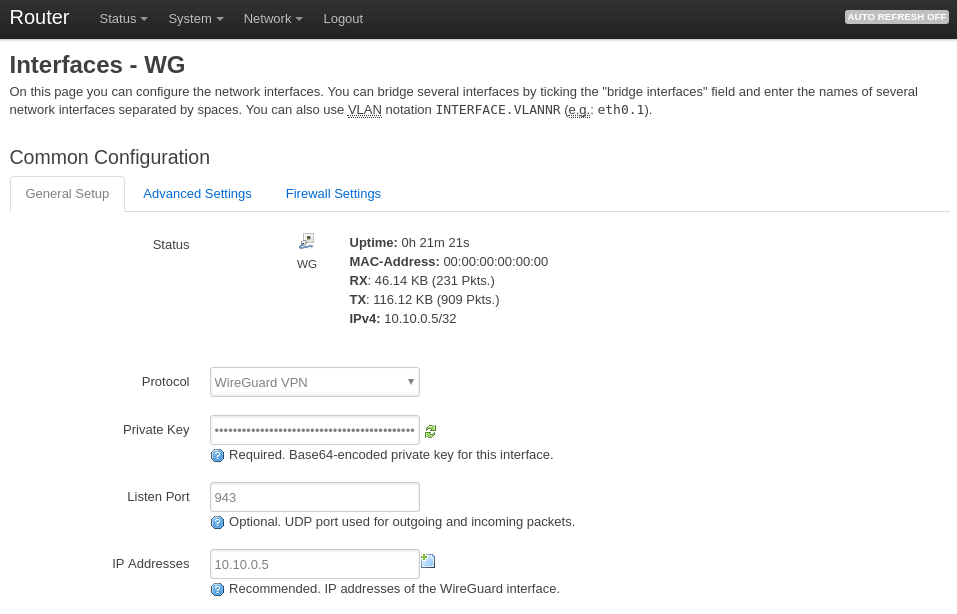 Router Status System Network Logout AUTO REFRESH OFF
Interfaces - WG
On this page you can configure the network interfaces. You can bridge several interfaces by ticking the "bridge interfaces" field and enter the names of several
network interfaces separated by spaces. You can also use VLAN notation INTERFACE.VLANNR (e.g.: eth0.1).
Common Configuration
General Setup Advanced Settings Firewall Settings
Status
WG
Uptime: 0h 21m 21s
MAC-Address: 00:00:00:00:00:00
RX: 46.14 KB (231 Pkts.)
TX: 116.12 KB (909 Pkts.)
IPv4: 10.10.0.5/32
Protocol WireGuard VPN
Private Key ••••••••••••••••••••••••••••••••••••••••••••
Required. Base64-encoded private key for this interface.
Listen Port 943
Optional. UDP port used for outgoing and incoming packets.
IP Addresses 10.10.0.5
Recommended. IP addresses of the WireGuard interface.